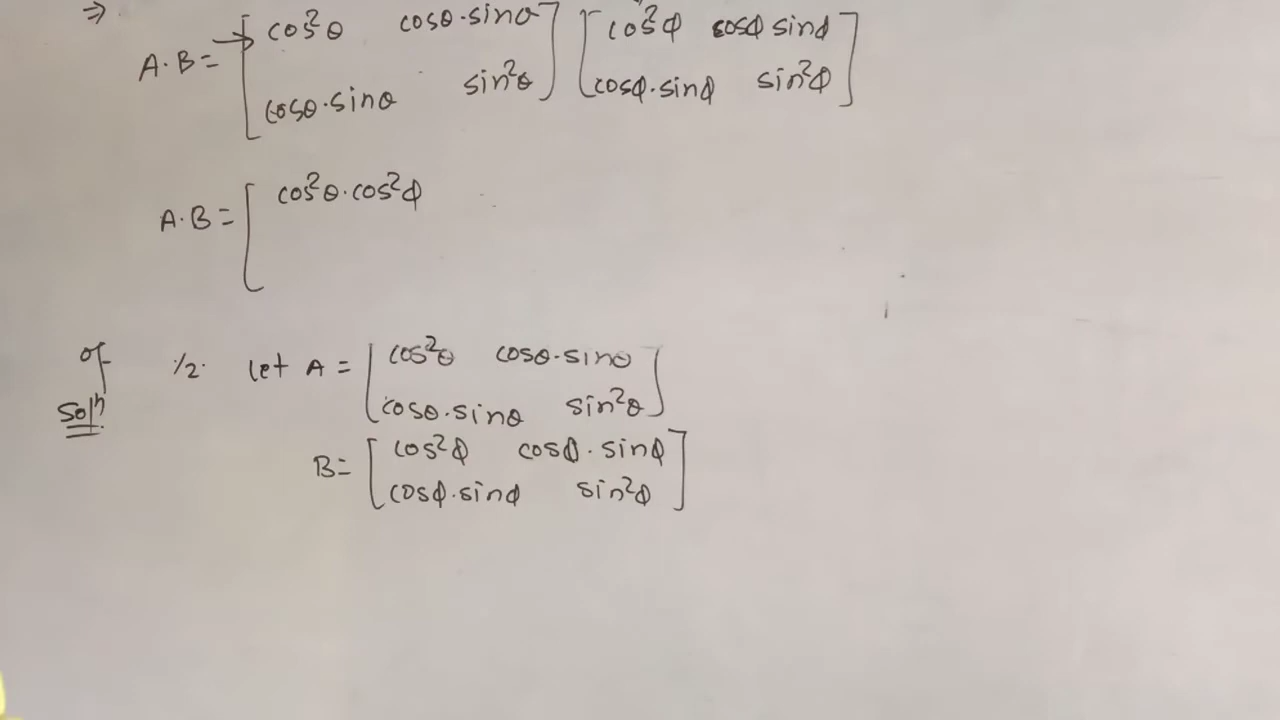 ⇒
A·B = → [ cos²θ cosθ·sinθ ] [ cos²φ cosφ sinφ ]
[ cosθ·sinθ sin²θ ] [ cosφ·sinφ sin²φ ]
A·B = [ cos²θ·cos²φ
of 1/2. let A = [ cos²θ cosθ·sinθ ]
Solⁿ [ cosθ·sinθ sin²θ ]
B = [ cos²φ cosφ·sinφ ]
[ cosφ·sinφ sin²φ ]